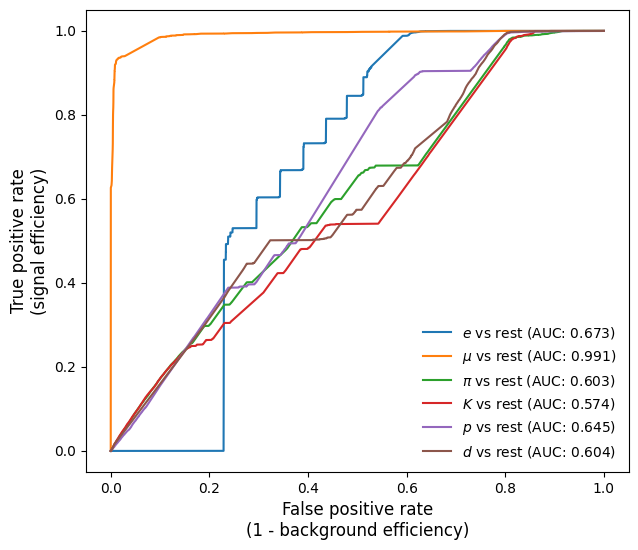 1.0
0.8
0.6
0.4
0.2
0.0
True positive rate
(signal efficiency)
e vs rest (AUC: 0.673)
μ vs rest (AUC: 0.991)
π vs rest (AUC: 0.603)
K vs rest (AUC: 0.574)
p vs rest (AUC: 0.645)
d vs rest (AUC: 0.604)
0.0 0.2 0.4 0.6 0.8 1.0
False positive rate
(1 - background efficiency)